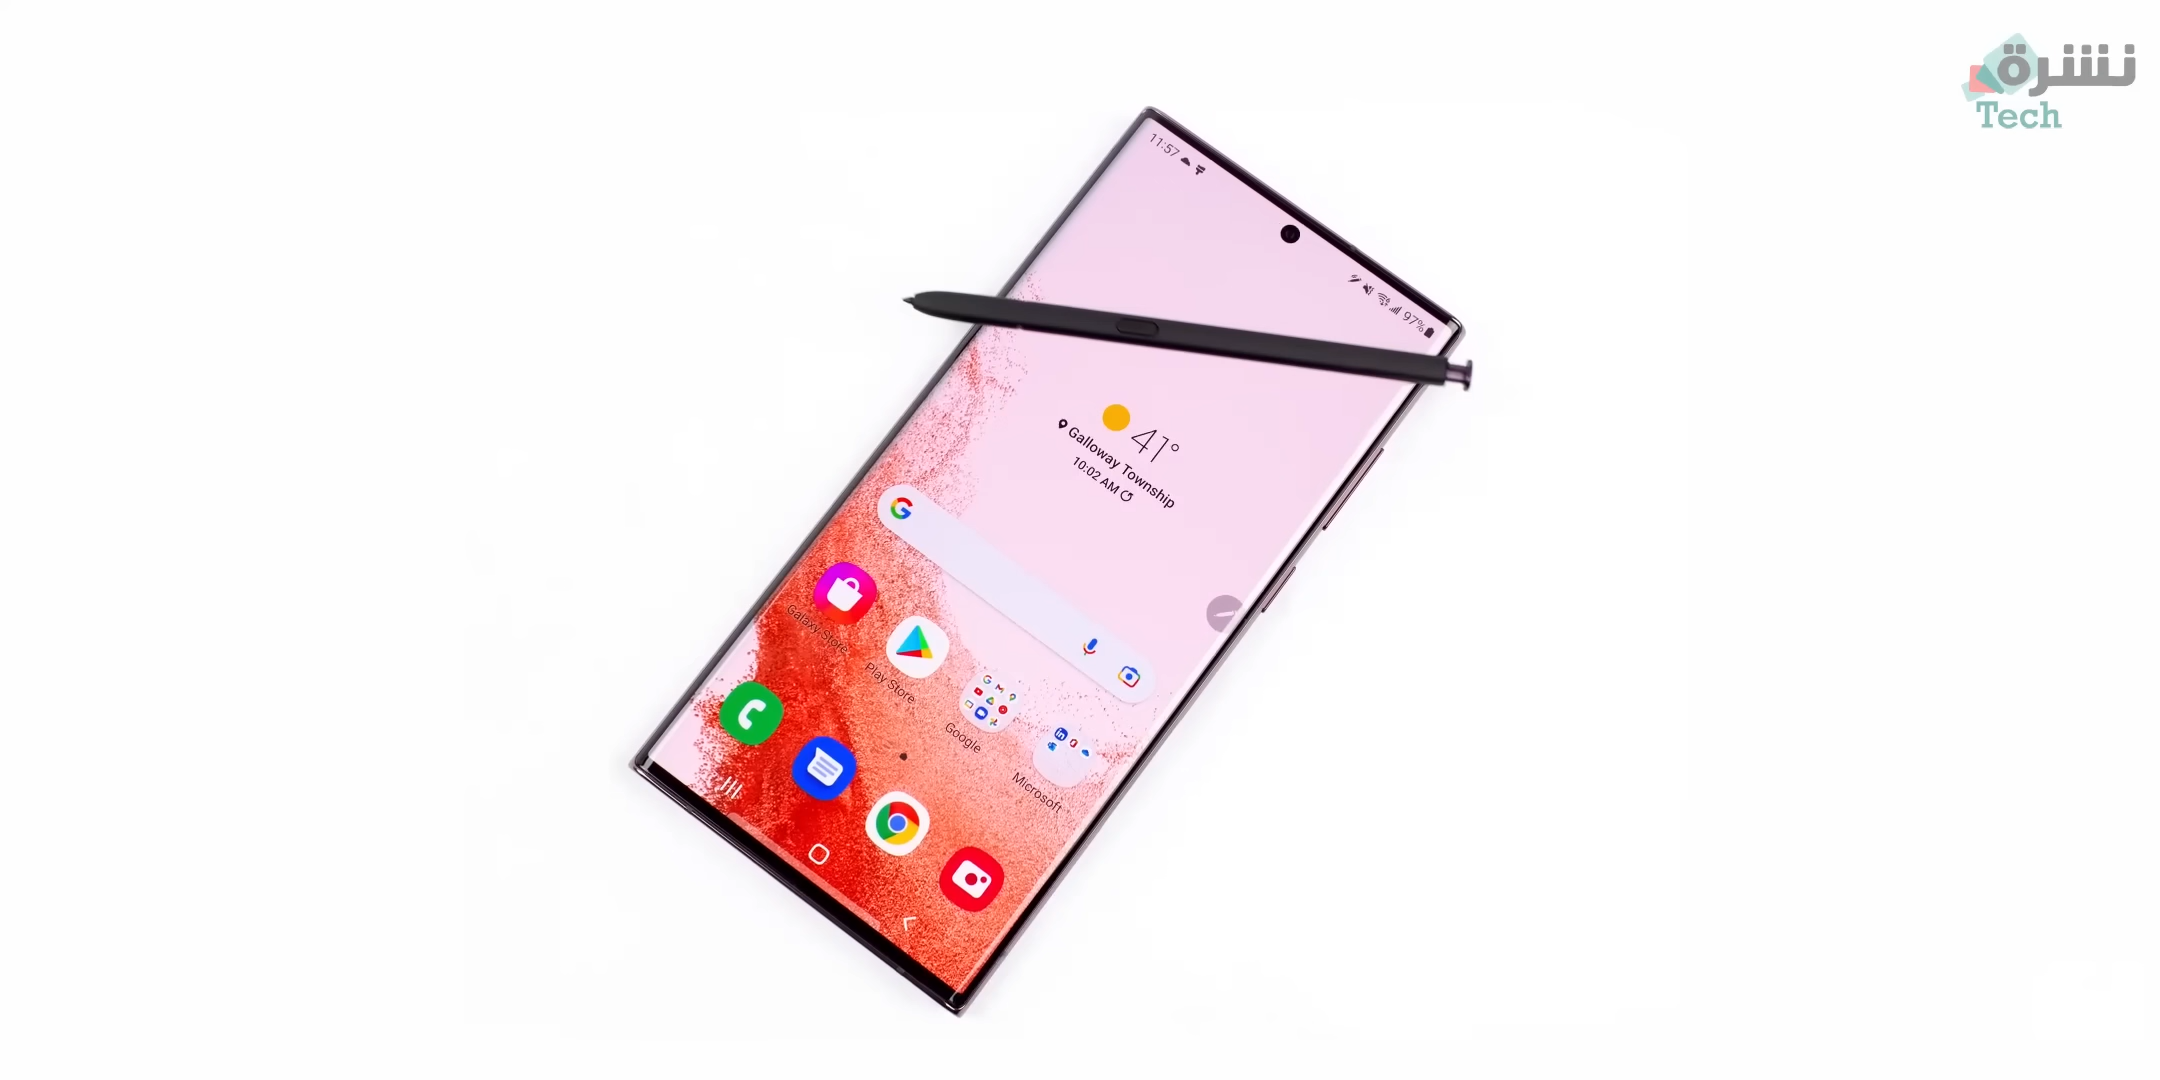 نشرة
Tech
11:57
97%
41°
Galloway Township
10:02 AM
Galaxy Store
Play Store
Google
Microsoft